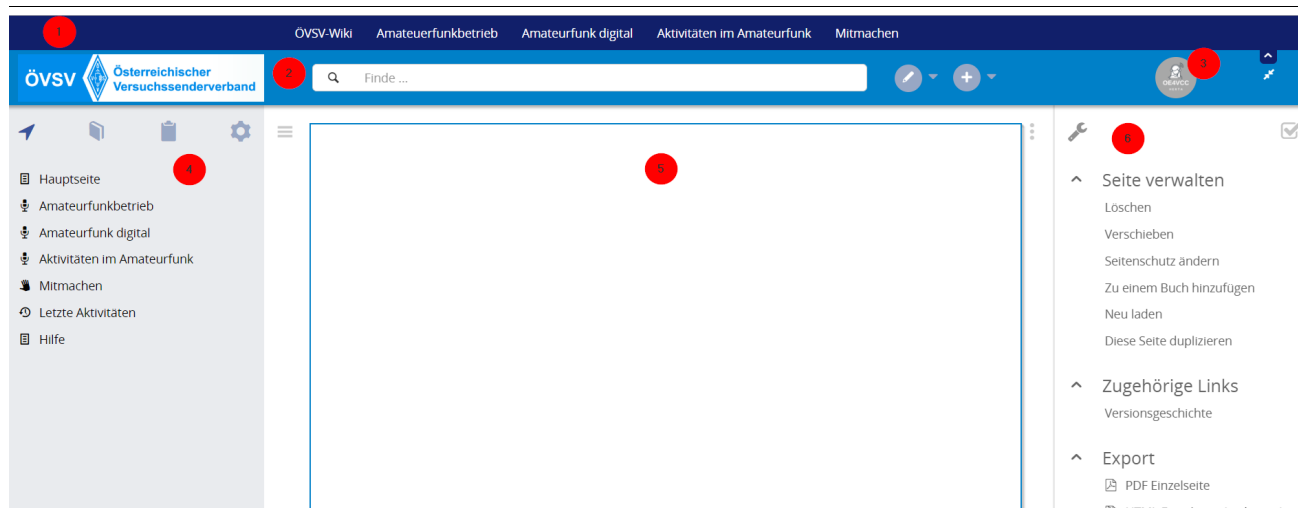 1
ÖVSV-Wiki Amateuerfunkbetrieb Amateurfunk digital Aktivitäten im Amateurfunk Mitmachen
ÖVSV Österreichischer
Versuchssenderverband
2
Finde ...
OE4VCC
3
4
5
6
Hauptseite
Amateurfunkbetrieb
Amateurfunk digital
Aktivitäten im Amateurfunk
Mitmachen
Letzte Aktivitäten
Hilfe
Seite verwalten
Löschen
Verschieben
Seitenschutz ändern
Zu einem Buch hinzufügen
Neu laden
Diese Seite duplizieren
Zugehörige Links
Versionsgeschichte
Export
PDF Einzelseite